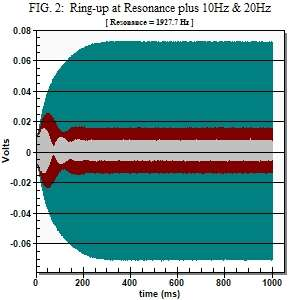 FIG. 2: Ring-up at Resonance plus 10Hz & 20Hz
[ Resonance = 1927.7 Hz ]
0.08
0.06
0.04
0.02
0
-0.02
-0.04
-0.06
Volts
0 200 400 600 800 1000
time (ms)